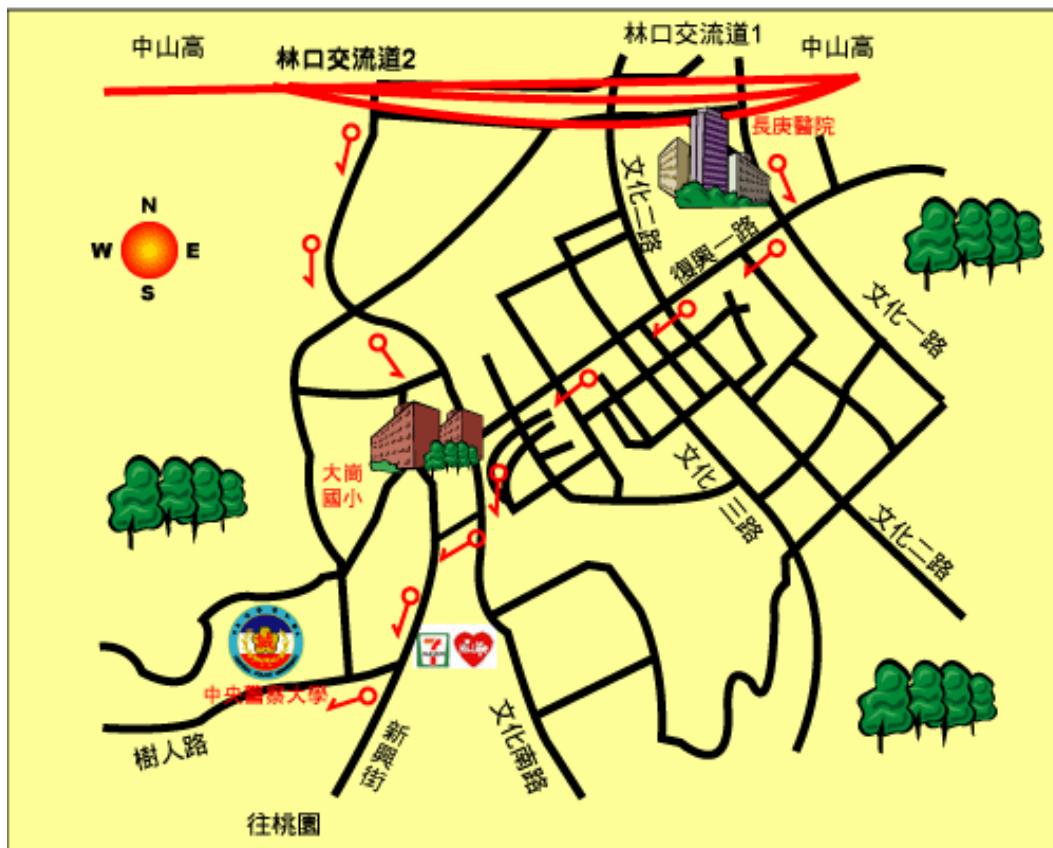 中山高
林口交流道2
林口交流道1
中山高
長庚醫院
文化二路
復興一路
N
W E
S
文化一路
大崗
國小
文化三路
文化二路
7
中央警察大學
樹人路
新興街
文化南路
往桃園